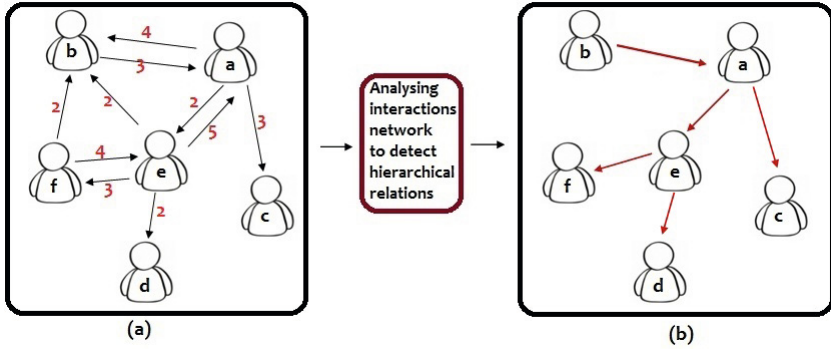 b
4
3
a
2
2
2
5
3
4
f
3
e
2
c
d
(a)
Analysing
interactions
network
to detect
hierarchical
relations
b
a
f
e
c
d
(b)